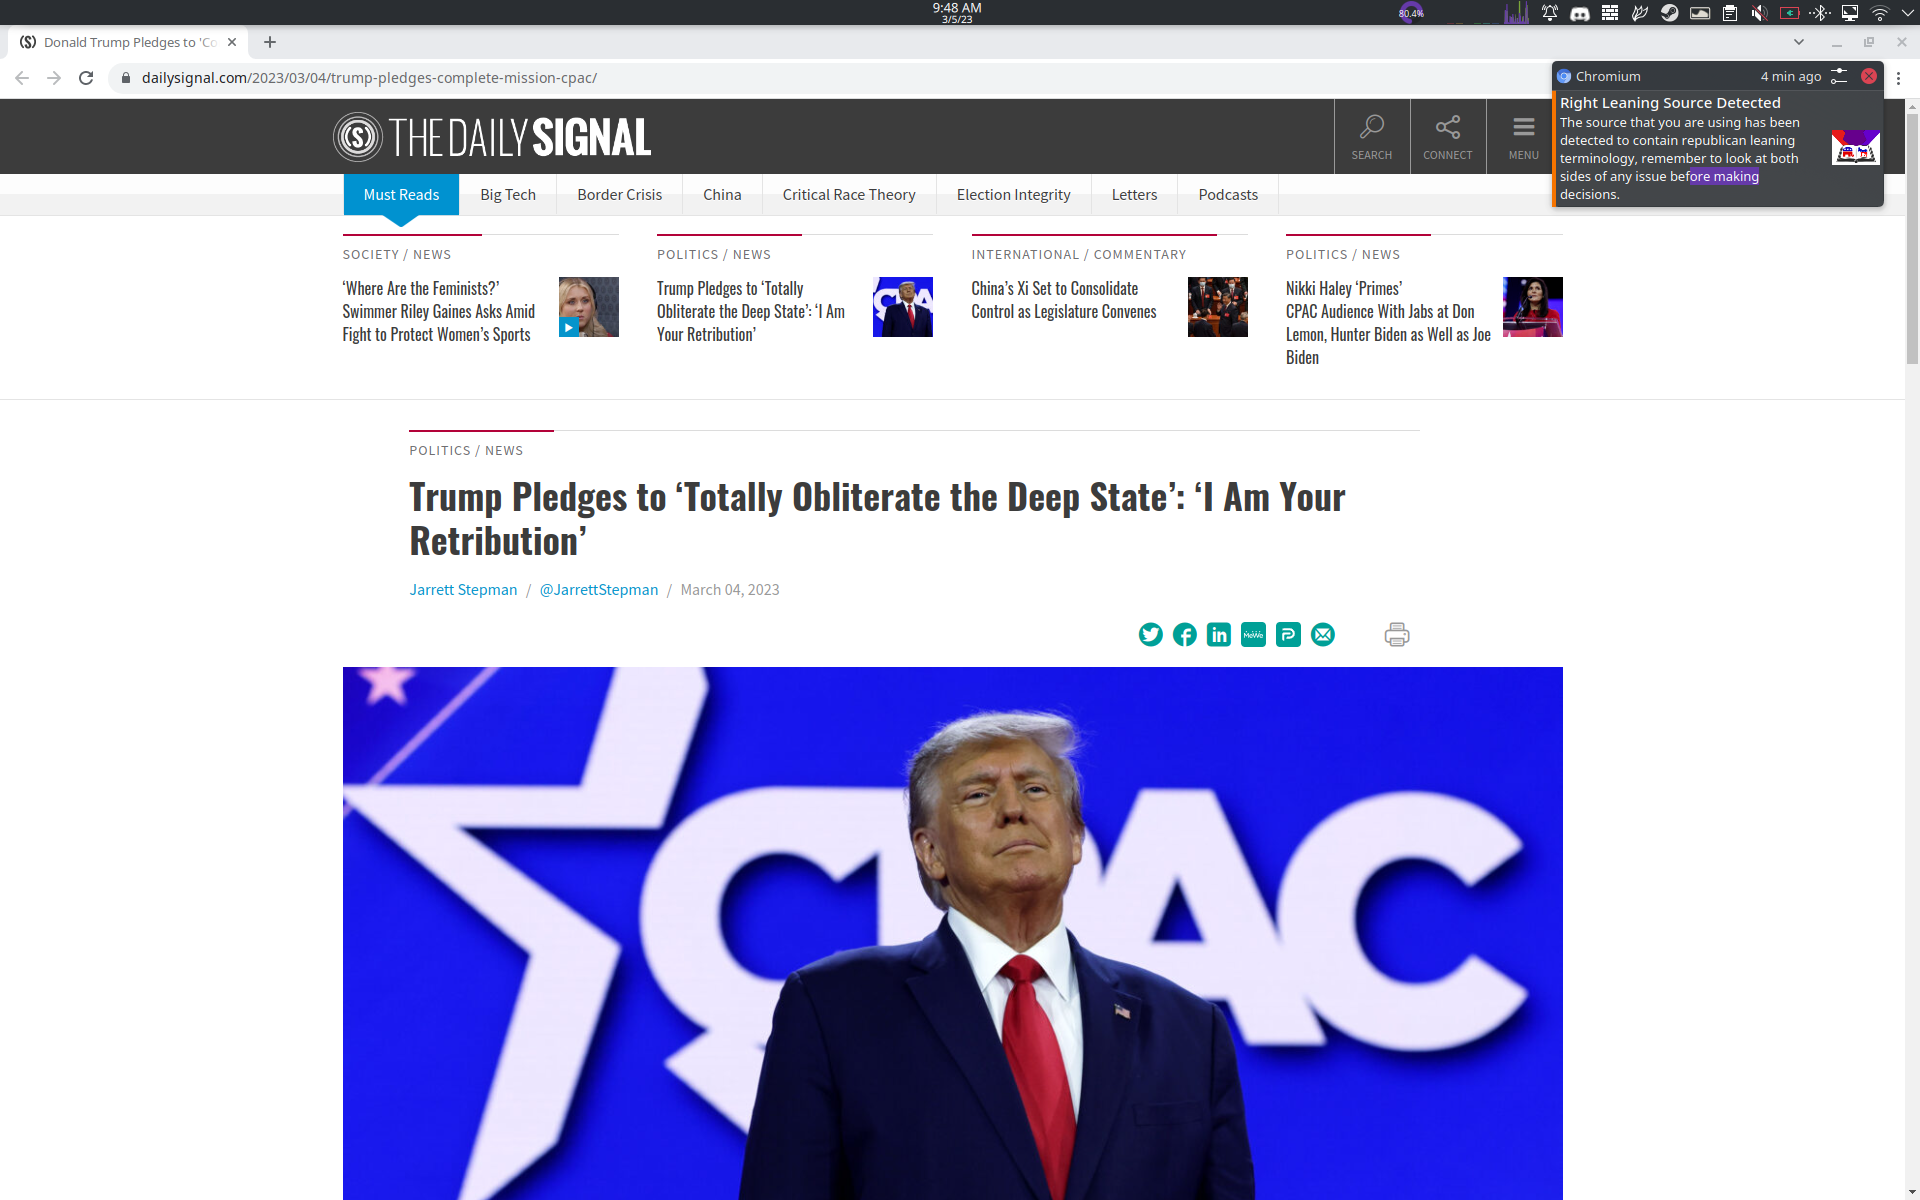 9:48 AM
3/5/23
80.4%
Donald Trump Pledges to 'Co
dailysignal.com/2023/03/04/trump-pledges-complete-mission-cpac/
Chromium
4 min ago
Right Leaning Source Detected
The source that you are using has been
detected to contain republican leaning
terminology, remember to look at both
sides of any issue before making
decisions.
(S) THE DAILY SIGNAL
SEARCH
CONNECT
MENU
Must Reads
Big Tech
Border Crisis
China
Critical Race Theory
Election Integrity
Letters
Podcasts
SOCIETY / NEWS
‘Where Are the Feminists?’
Swimmer Riley Gaines Asks Amid
Fight to Protect Women’s Sports
POLITICS / NEWS
Trump Pledges to ‘Totally
Obliterate the Deep State’: ‘I Am
Your Retribution’
INTERNATIONAL / COMMENTARY
China’s Xi Set to Consolidate
Control as Legislature Convenes
POLITICS / NEWS
Nikki Haley ‘Primes’
CPAC Audience With Jabs at Don
Lemon, Hunter Biden as Well as Joe
Biden
POLITICS / NEWS
Trump Pledges to ‘Totally Obliterate the Deep State’: ‘I Am Your
Retribution’
Jarrett Stepman / @JarrettStepman / March 04, 2023
MeWe
CPAC